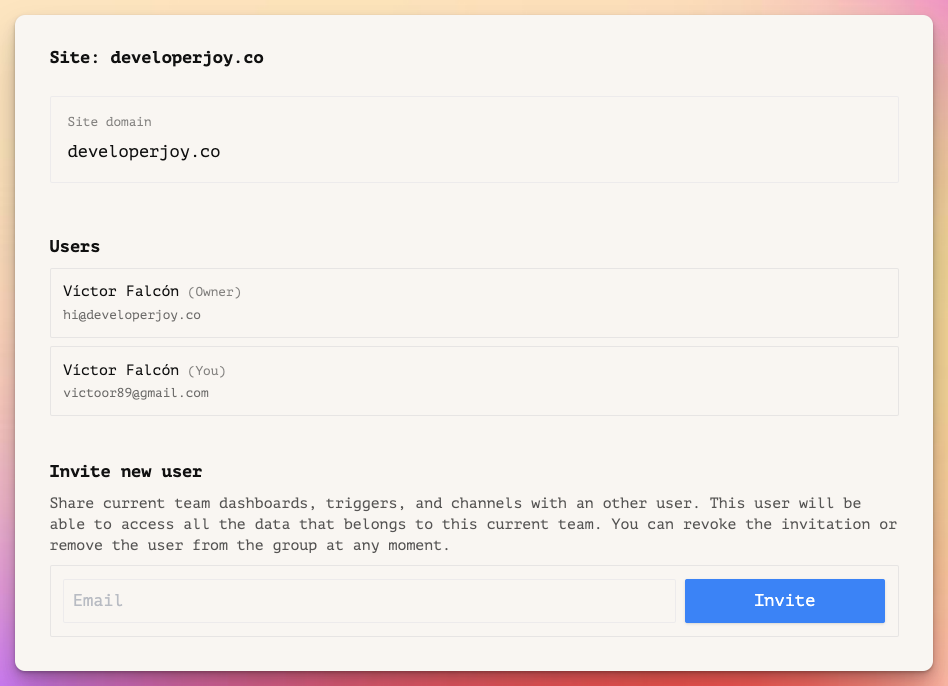 Site: developerjoy.co
Site domain
developerjoy.co
Users
Víctor Falcón (Owner)
hi@developerjoy.co
Víctor Falcón (You)
victoor89@gmail.com
Invite new user
Share current team dashboards, triggers, and channels with an other user. This user will be
able to access all the data that belongs to this current team. You can revoke the invitation or
remove the user from the group at any moment.
Email
Invite